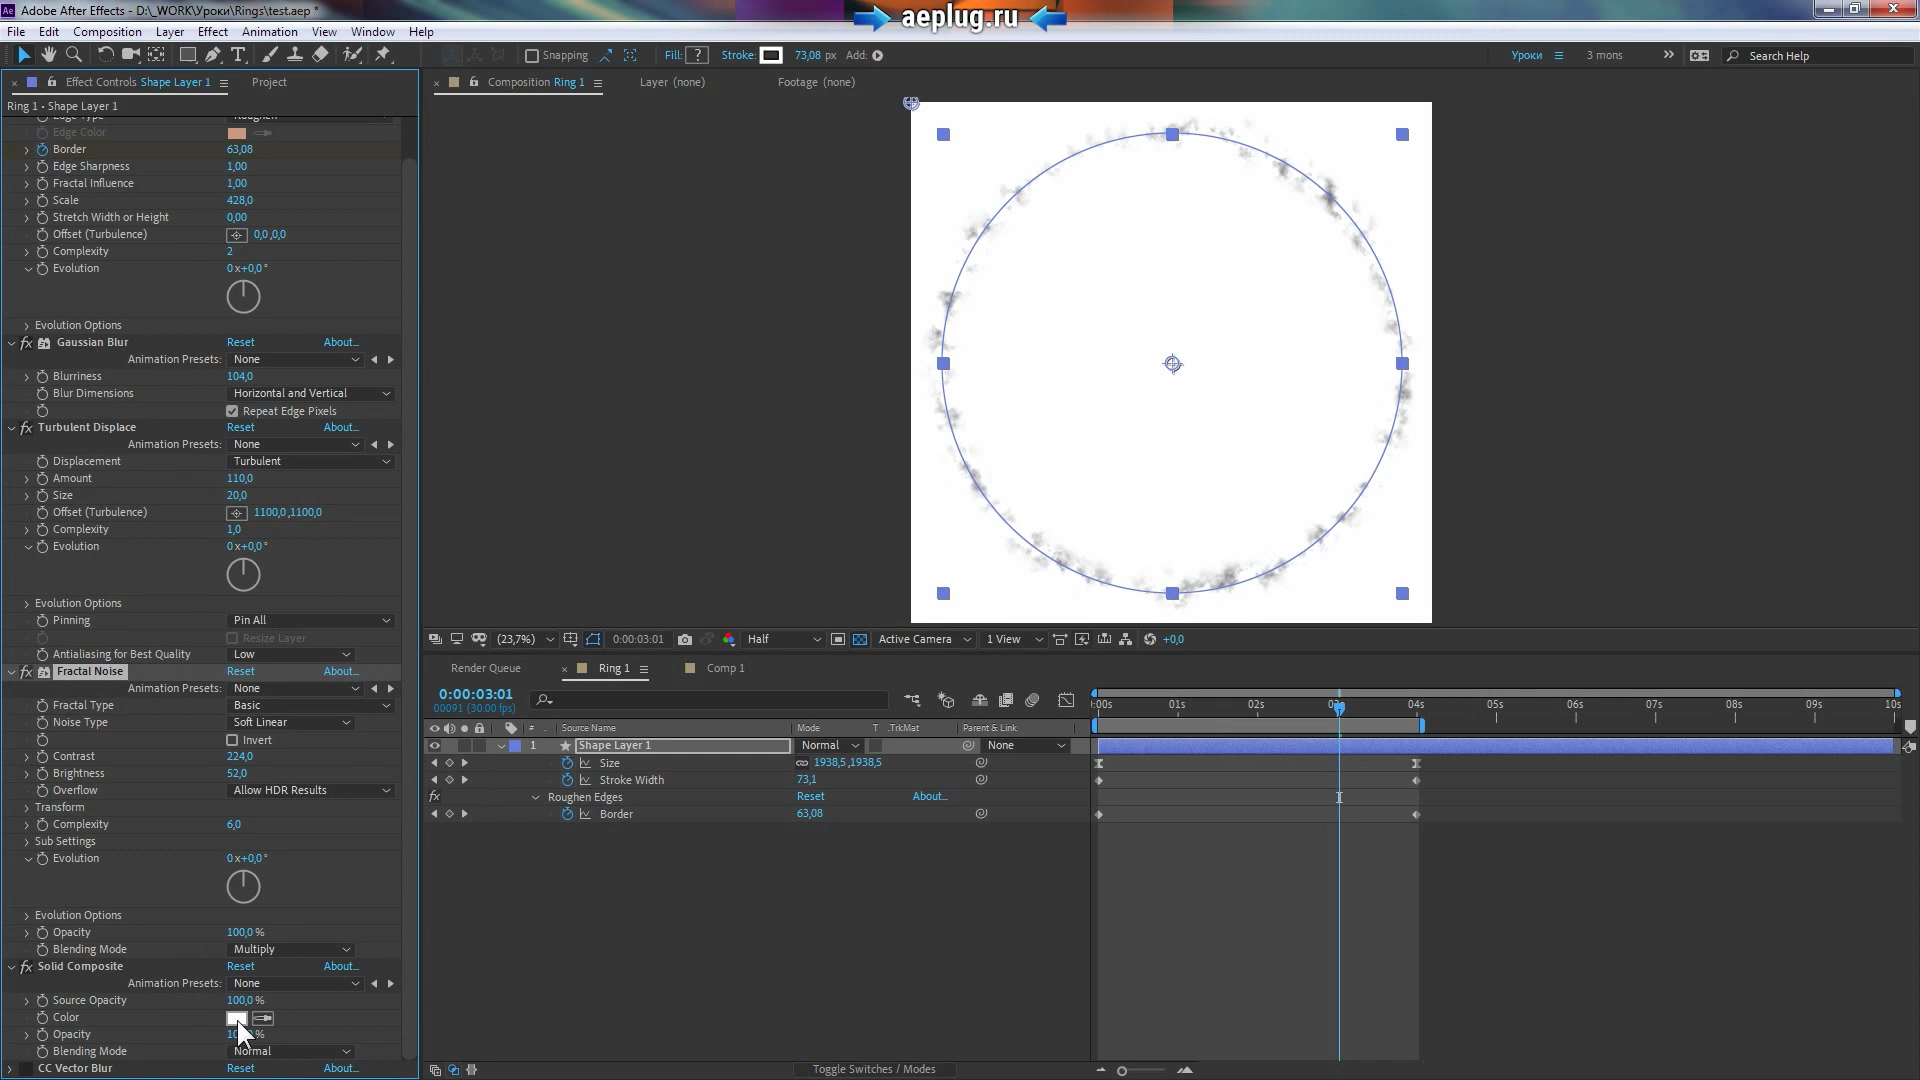 Adobe After Effects - D:\_WORK\Уроки\Rings\test.aep *
aeplug.ru
File Edit Composition Layer Effect Animation View Window Help
Snapping Fill: ? Stroke: 73,08 px Add: Уроки 3 mons Search Help
Effect Controls Shape Layer 1 Project Composition Ring 1 Layer (none) Footage (none)
Ring 1 • Shape Layer 1
Edge Type Roughen
Edge Color
Border 63,08
Edge Sharpness 1,00
Fractal Influence 1,00
Scale 428,0
Stretch Width or Height 0,00
Offset (Turbulence) 0,0 ,0,0
Complexity 2
Evolution 0 x+0,0 °
Evolution Options
fx Gaussian Blur Reset About...
Animation Presets: None
Blurriness 104,0
Blur Dimensions Horizontal and Vertical
Repeat Edge Pixels
fx Turbulent Displace Reset About...
Animation Presets: None
Displacement Turbulent
Amount 110,0
Size 20,0
Offset (Turbulence) 1100,0 ,1100,0
Complexity 1,0
Evolution 0 x+0,0 °
Evolution Options
Pinning Pin All
Resize Layer
Antialiasing for Best Quality Low
fx Fractal Noise Reset About...
Animation Presets: None
Fractal Type Basic
Noise Type Soft Linear
Invert
Contrast 224,0
Brightness 52,0
Overflow Allow HDR Results
Transform
Complexity 6,0
Sub Settings
Evolution 0 x+0,0 °
Evolution Options
Opacity 100,0 %
Blending Mode Multiply
fx Solid Composite Reset About...
Animation Presets: None
Source Opacity 100,0 %
Color
Opacity %
Blending Mode Normal
CC Vector Blur Reset About...
(23,7%) 0:00:03:01 Half Active Camera 1 View +0,0
Render Queue Ring 1 Comp 1
0:00:03:01
00091 (30.00 fps)
:00s 01s 02s 04s 05s 06s 07s 08s 09s 10s
# Source Name Mode T .TrkMat Parent & Link
1 Shape Layer 1 Normal None
Size 1938,5 ,1938,5
Stroke Width 73,1
fx Roughen Edges Reset About...
Border 63,08
Toggle Switches / Modes